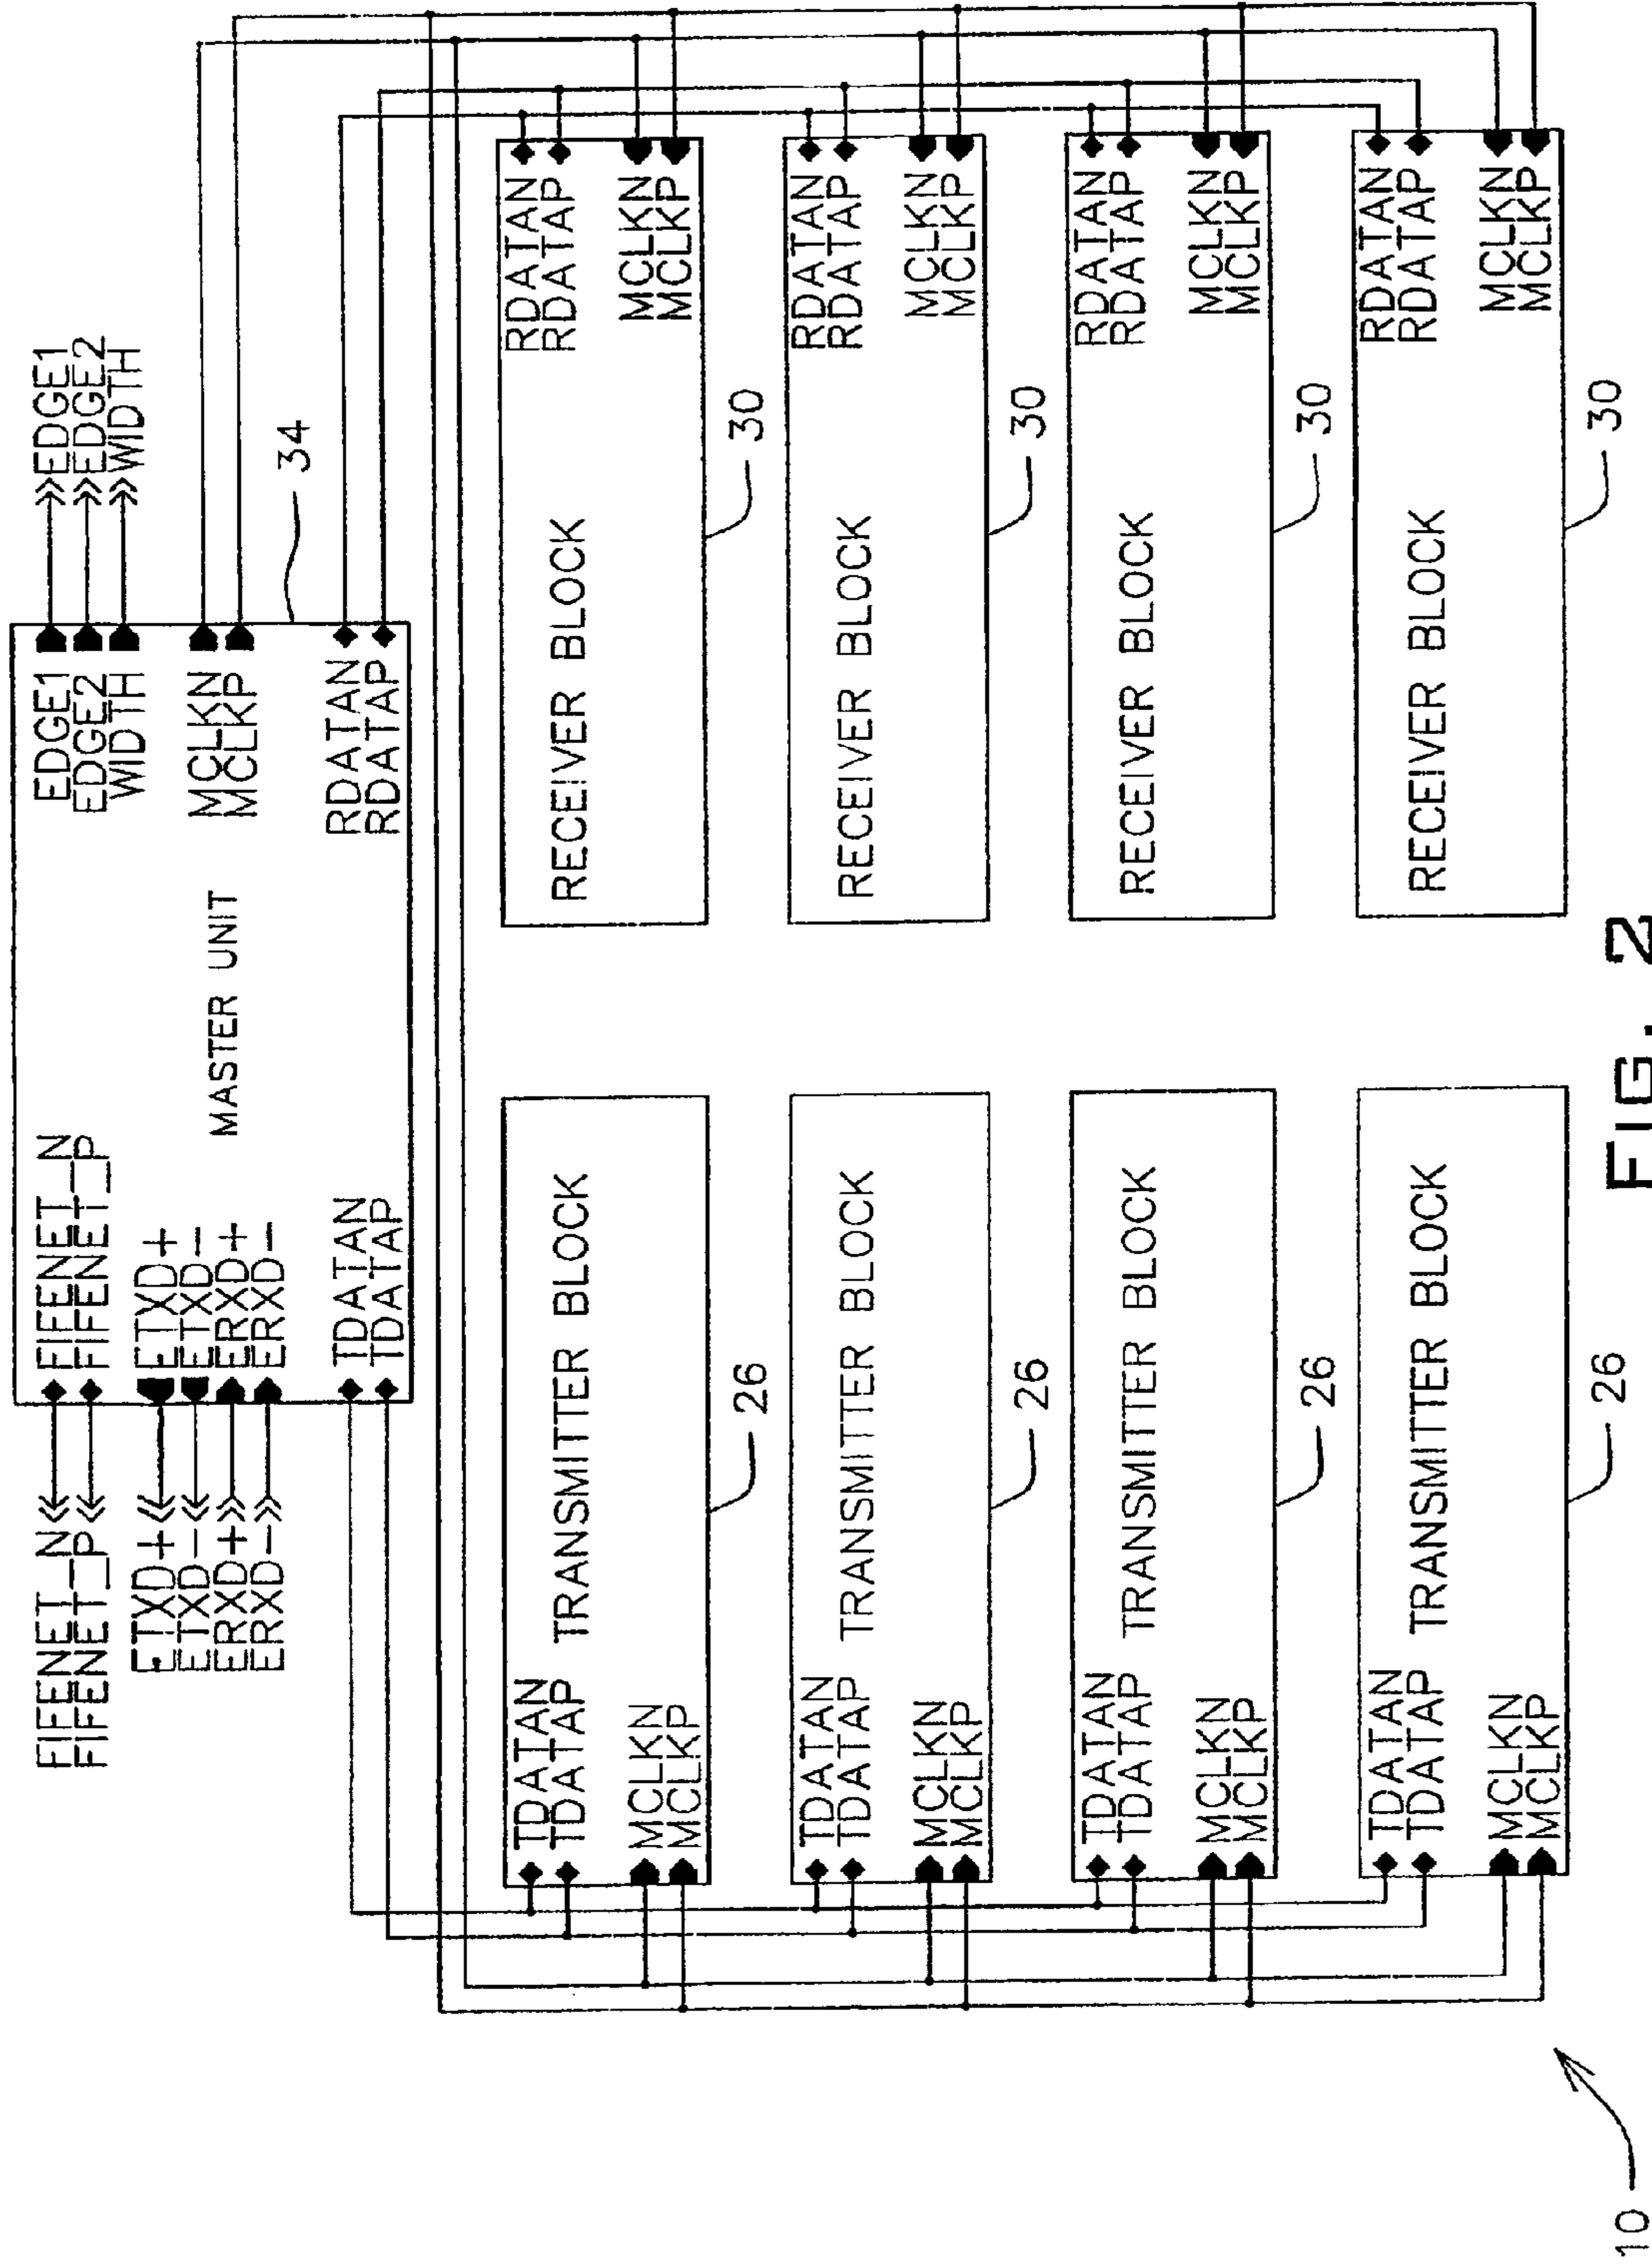 FIFENET_N
FIFENET_P
ETXD+
ETXD-
ERXD+
ERXD-
FIFENET_N
FIFENET_P
ETXD+
ETXD-
ERXD+
ERXD-
TDATAN
TDATAP
MASTER UNIT
EDGE1
EDGE2
WIDTH
MCLKN
MCLKP
RDATAN
RDATAP
EDGE1
EDGE2
WIDTH
34
TDATAN
TDATAP
MCLKN
MCLKP
TRANSMITTER BLOCK
26
RECEIVER BLOCK
RDATAN
RDATAP
MCLKN
MCLKP
30
TDATAN
TDATAP
MCLKN
MCLKP
TRANSMITTER BLOCK
26
RECEIVER BLOCK
RDATAN
RDATAP
MCLKN
MCLKP
30
TDATAN
TDATAP
MCLKN
MCLKP
TRANSMITTER BLOCK
26
RECEIVER BLOCK
RDATAN
RDATAP
MCLKN
MCLKP
30
TDATAN
TDATAP
MCLKN
MCLKP
TRANSMITTER BLOCK
26
RECEIVER BLOCK
RDATAN
RDATAP
MCLKN
MCLKP
30
10
FIG. 2